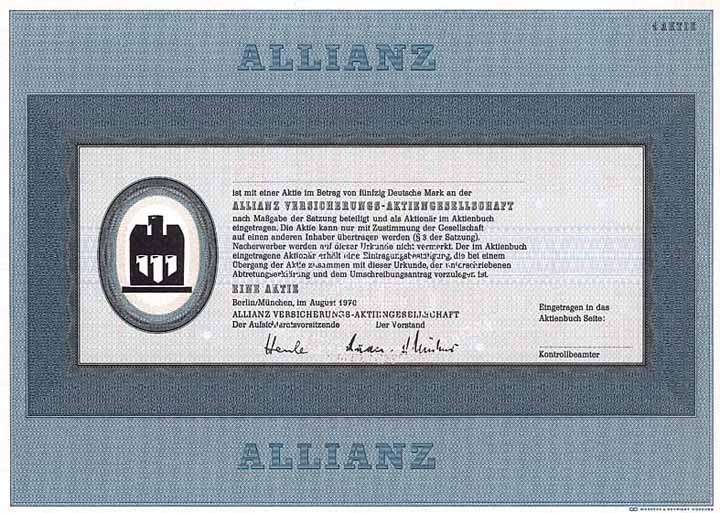 1 AKTIE
ALLIANZ
ist mit einer Aktie im Betrag von fünfzig Deutsche Mark an der
ALLIANZ VERSICHERUNGS-AKTIENGESELLSCHAFT
nach Maßgabe der Satzung beteiligt und als Aktionär im Aktienbuch
eingetragen. Die Aktie kann nur mit Zustimmung der Gesellschaft
auf einen anderen Inhaber übertragen werden (§ 3 der Satzung).
Nacherwerber werden auf dieser Urkunde nicht vermerkt. Der im Aktienbuch
eingetragene Aktionär erhält eine Eintragungsbestätigung, die bei einem
Übergang der Aktie zusammen mit dieser Urkunde, der unterschriebenen
Abtretungserklärung und dem Umschreibungsantrag vorzulegen ist.
EINE AKTIE
Berlin/München, im August 1970
ALLIANZ VERSICHERUNGS-AKTIENGESELLSCHAFT
Der Aufsichtsratsvorsitzende Der Vorstand
Eingetragen in das
Aktienbuch Seite:
Kontrollbeamter
ALLIANZ